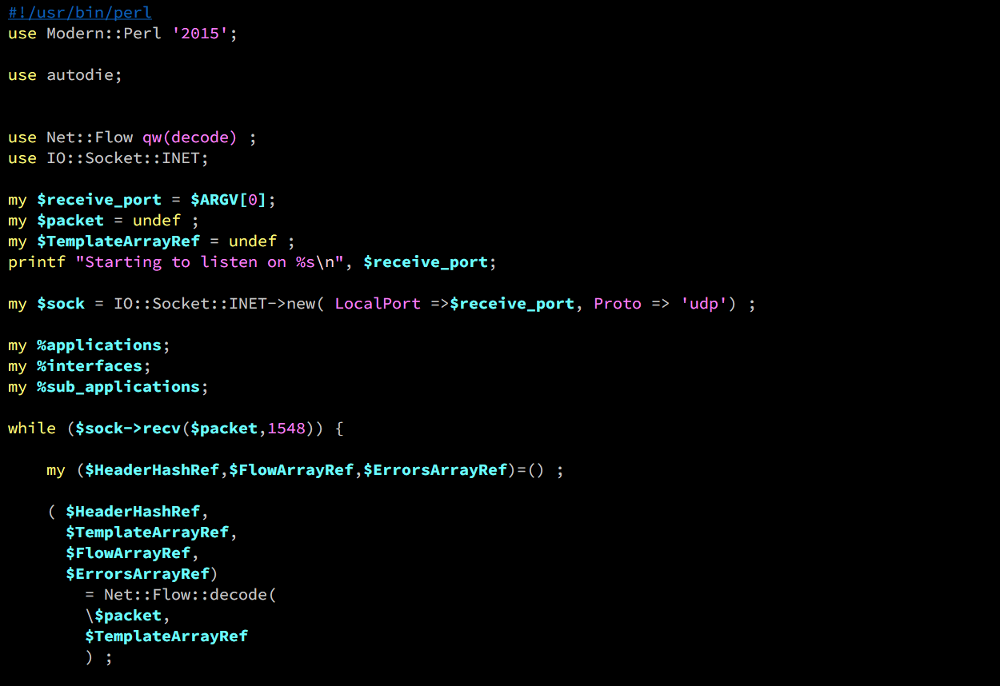 #!/usr/bin/perl
use Modern::Perl '2015';
use autodie;
use Net::Flow qw(decode) ;
use IO::Socket::INET;
my $receive_port = $ARGV[0];
my $packet = undef ;
my $TemplateArrayRef = undef ;
printf "Starting to listen on %s\n", $receive_port;
my $sock = IO::Socket::INET->new( LocalPort =>$receive_port, Proto => 'udp') ;
my %applications;
my %interfaces;
my %sub_applications;
while ($sock->recv($packet,1548)) {
    my ($HeaderHashRef,$FlowArrayRef,$ErrorsArrayRef)=() ;
    ( $HeaderHashRef,
      $TemplateArrayRef,
      $FlowArrayRef,
      $ErrorsArrayRef)
        = Net::Flow::decode(
        \$packet,
        $TemplateArrayRef
        ) ;